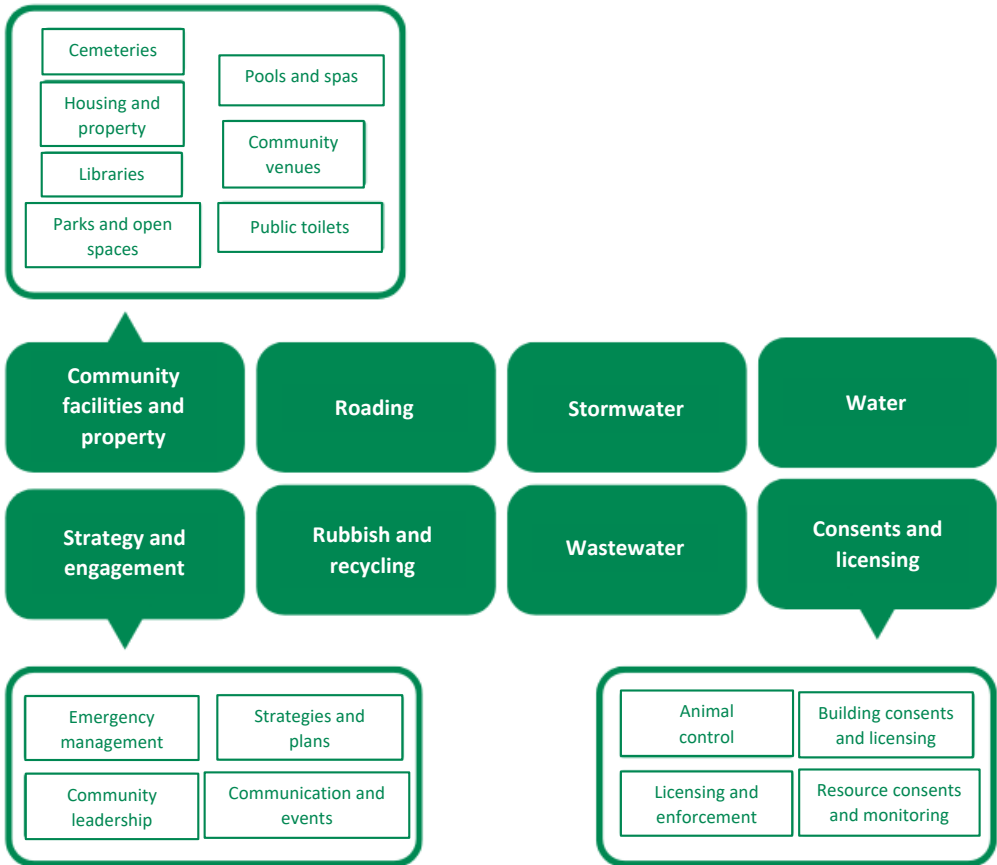 Cemeteries
Housing and
property
Libraries
Parks and open
spaces
Pools and spas
Community
venues
Public toilets
Community
facilities and
property
Roading
Stormwater
Water
Strategy and
engagement
Rubbish and
recycling
Wastewater
Consents and
licensing
Emergency
management
Strategies and
plans
Community
leadership
Communication and
events
Animal
control
Building consents
and licensing
Licensing and
enforcement
Resource consents
and monitoring